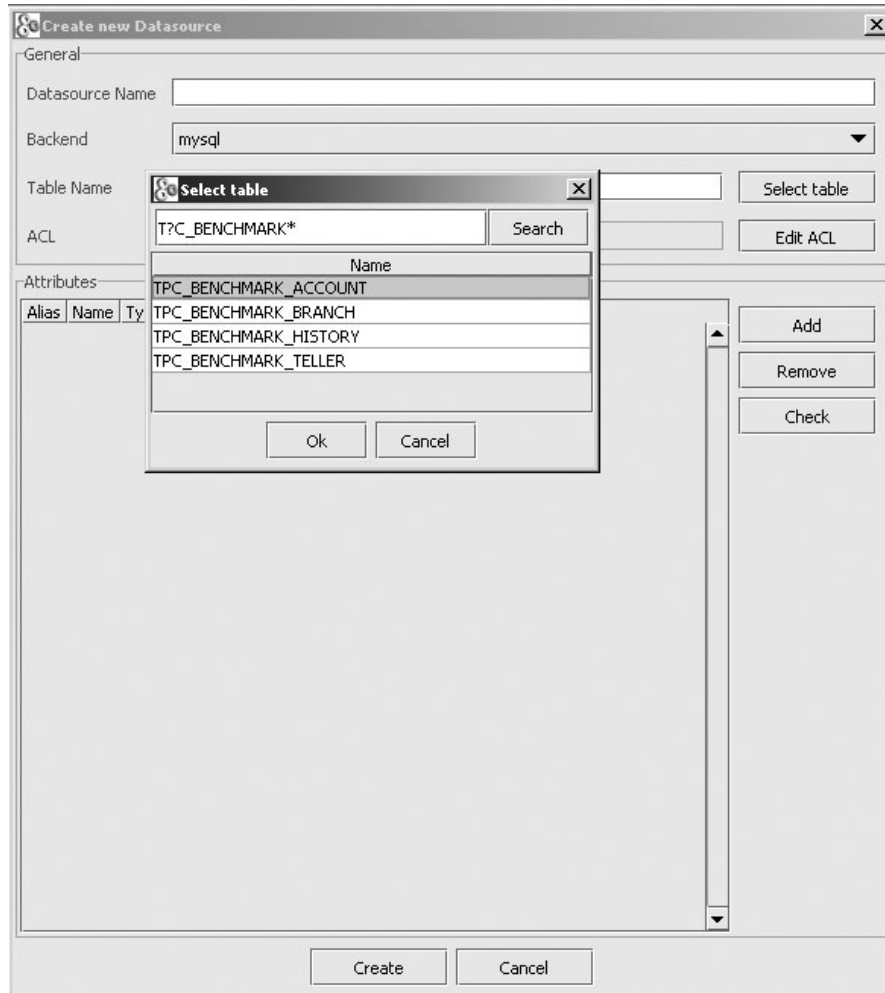 Create new Datasource
General
Datasource Name
Backend mysql
Table Name Select table
Select table
T?C_BENCHMARK* Search
ACL Edit ACL
Name
Attributes
TPC_BENCHMARK_ACCOUNT
Alias Name Ty TPC_BENCHMARK_BRANCH Add
TPC_BENCHMARK_HISTORY
TPC_BENCHMARK_TELLER
Remove
Check
Ok Cancel
Create Cancel